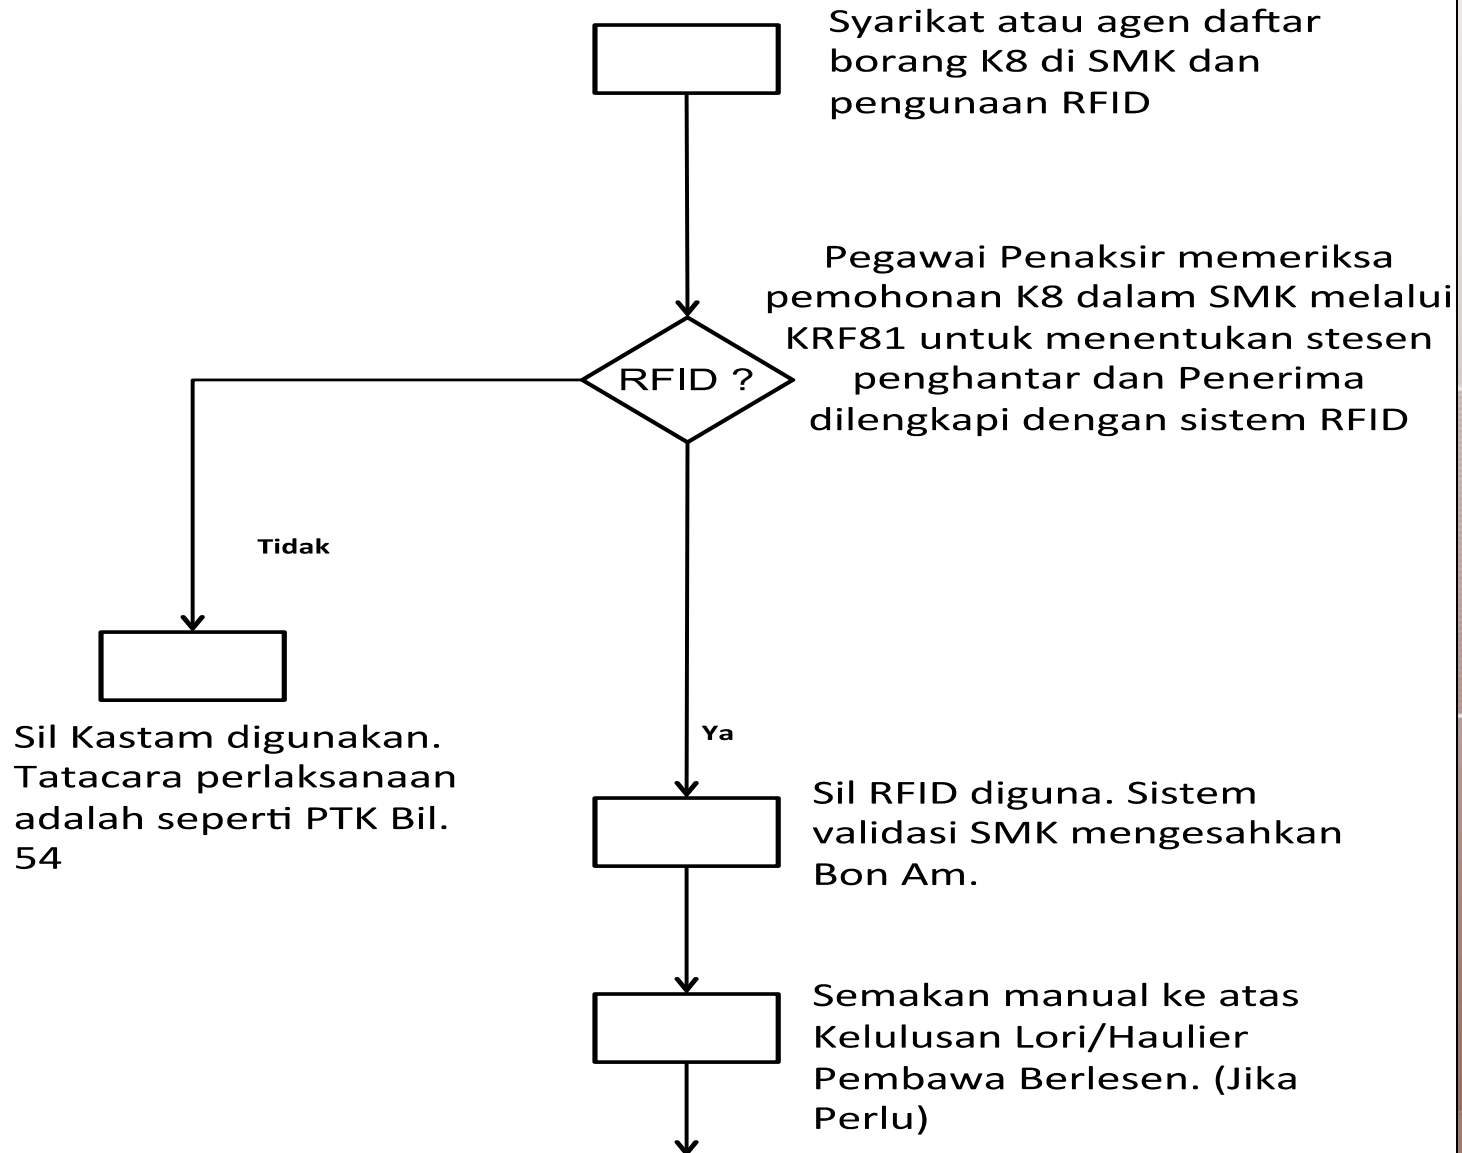 Syarikat atau agen daftar
borang K8 di SMK dan
pengunaan RFID
Pegawai Penaksir memeriksa
pemohonan K8 dalam SMK melalui
KRF81 untuk menentukan stesen
penghantar dan Penerima
dilengkapi dengan sistem RFID
RFID ?
Tidak
Sil Kastam digunakan.
Tatacara perlaksanaan
adalah seperti PTK Bil.
54
Ya
Sil RFID diguna. Sistem
validasi SMK mengesahkan
Bon Am.
Semakan manual ke atas
Kelulusan Lori/Haulier
Pembawa Berlesen. (Jika
Perlu)